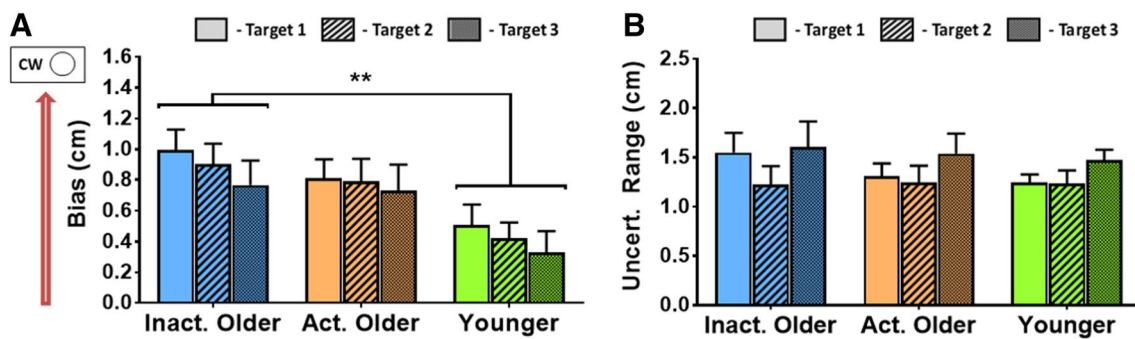 A
- Target 1 - Target 2 - Target 3
CW
Bias (cm)
1.6
1.4
1.2
1.0
0.8
0.6
0.4
0.2
0.0
**
Inact. Older Act. Older Younger
B
- Target 1 - Target 2 - Target 3
Uncert. Range (cm)
2.5
2.0
1.5
1.0
0.5
0.0
Inact. Older Act. Older Younger